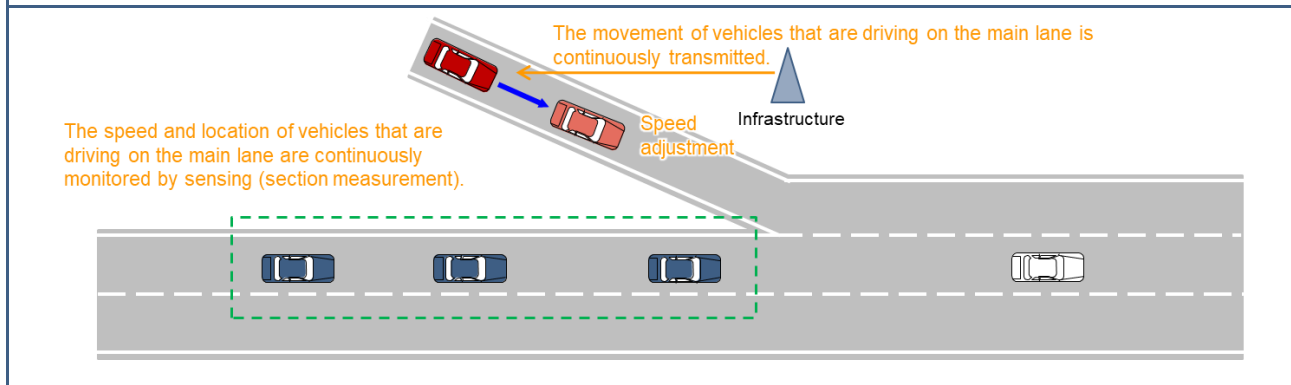 The movement of vehicles that are driving on the main lane is
continuously transmitted.
Infrastructure
Speed
adjustment
The speed and location of vehicles that are
driving on the main lane are continuously
monitored by sensing (section measurement).